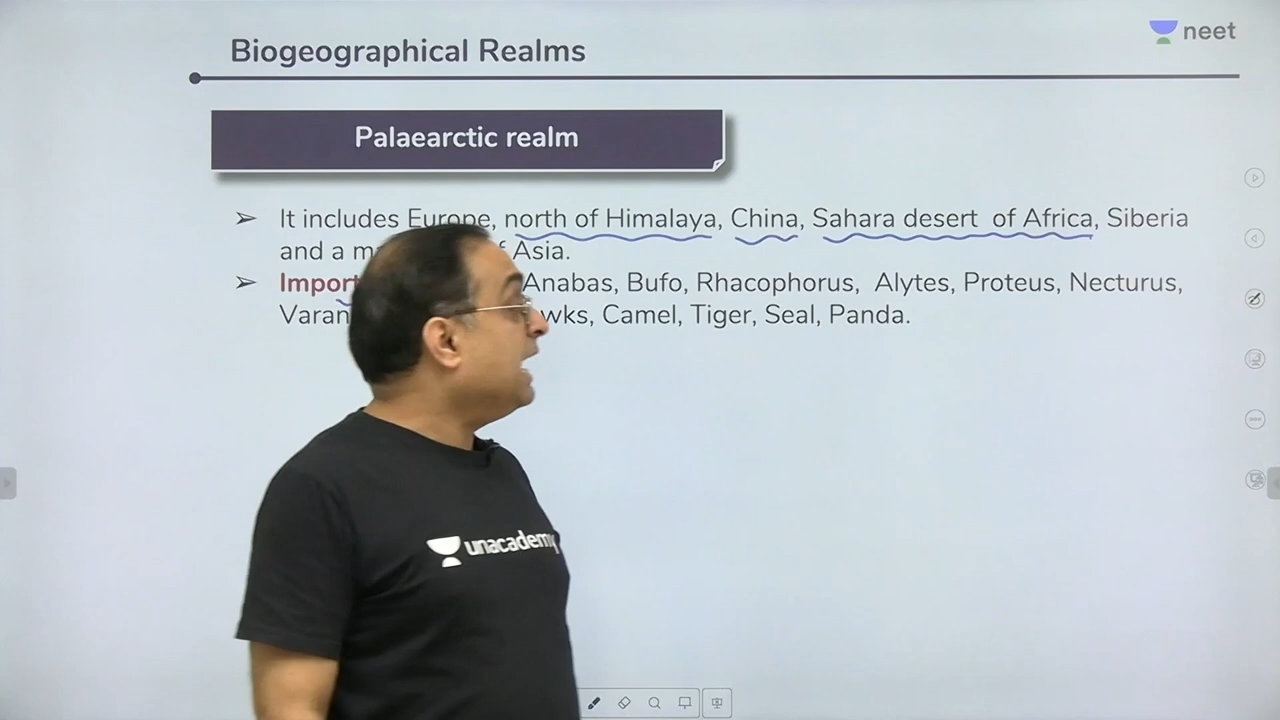 Biogeographical Realms
neet
Palaearctic realm
➢ It includes Europe, north of Himalaya, China, Sahara desert of Africa, Siberia
and a Asia.
➢ Anabas, Bufo, Rhacophorus, Alytes, Proteus, Necturus,
Camel, Tiger, Seal, Panda.
unacademy